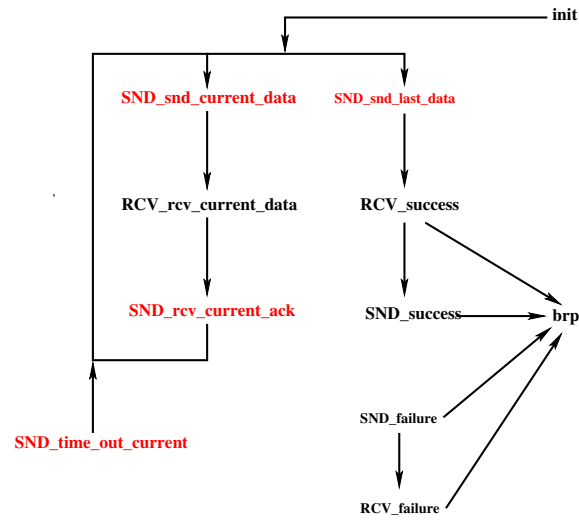 init
SND_snd_current_data
SND_snd_last_data
RCV_rcv_current_data
RCV_success
SND_rcv_current_ack
SND_success
brp
SND_failure
SND_time_out_current
RCV_failure